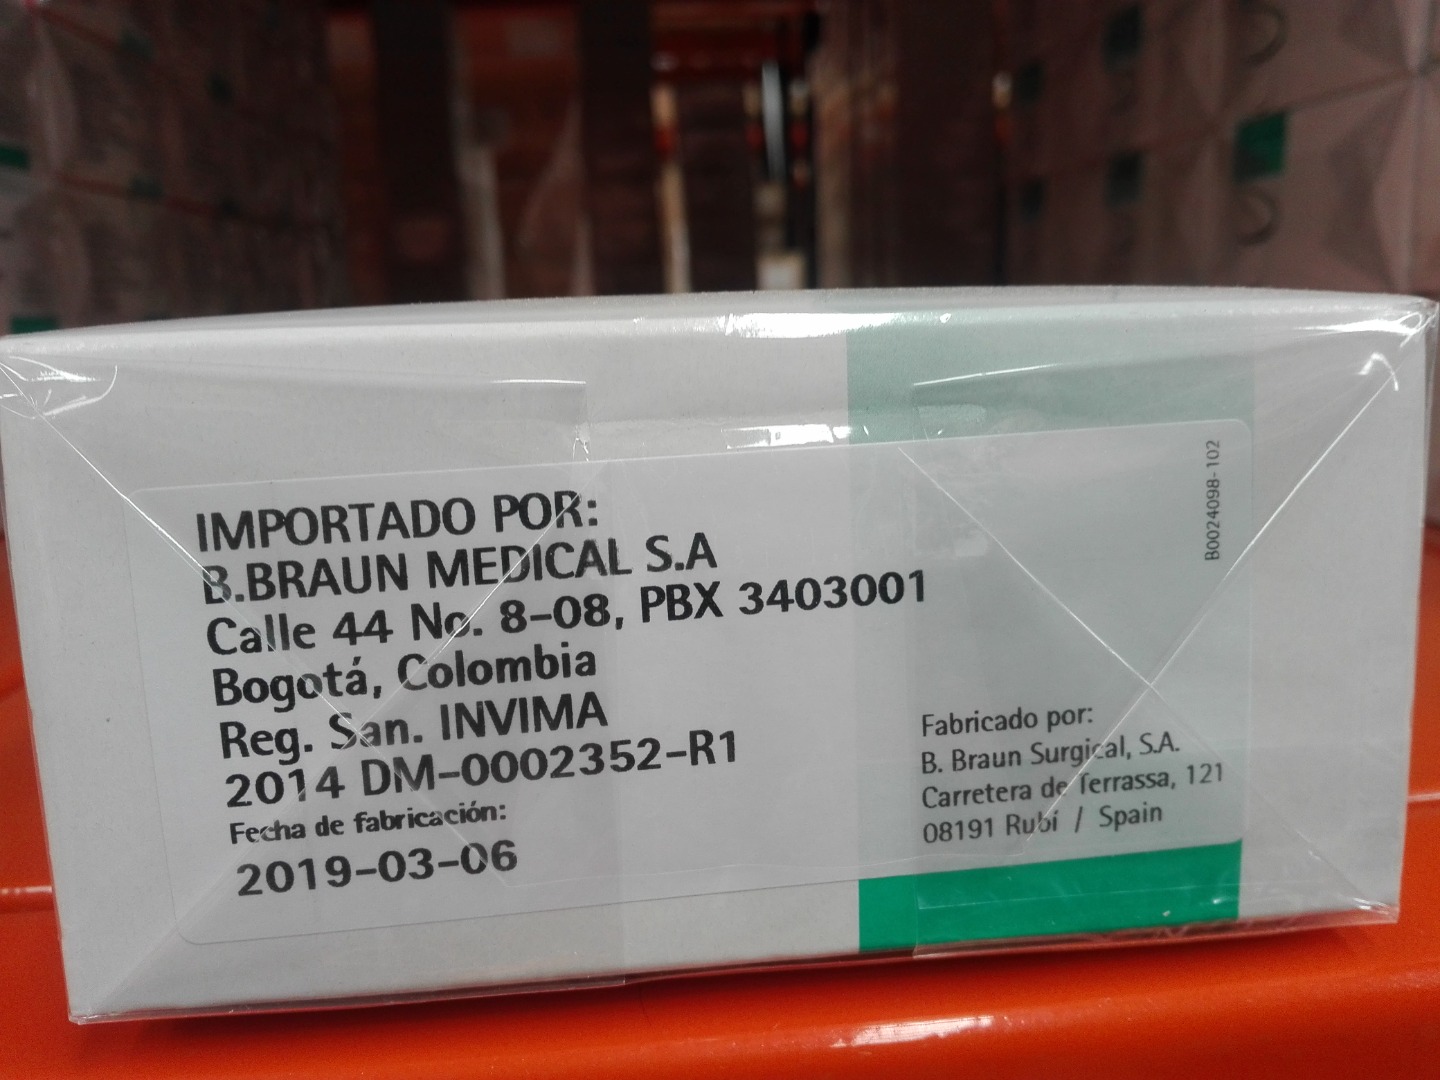 IMPORTADO POR:
B.BRAUN MEDICAL S.A
Calle 44 No. 8-08, PBX 3403001
Bogotá, Colombia
Reg. San. INVIMA
2014 DM-0002352-R1
Fecha de fabricación:
2019-03-06
Fabricado por:
B. Braun Surgical, S.A.
Carretera de Terrassa, 121
08191 Rubí / Spain
B0024098-102